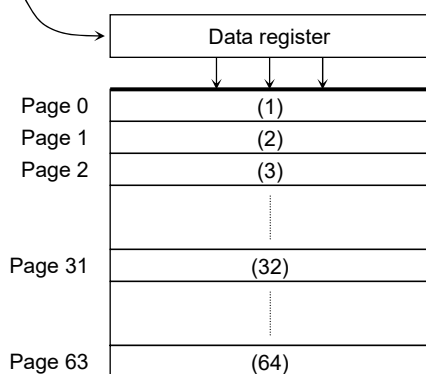 Data register
Page 0 (1)
Page 1 (2)
Page 2 (3)
Page 31 (32)
Page 63 (64)